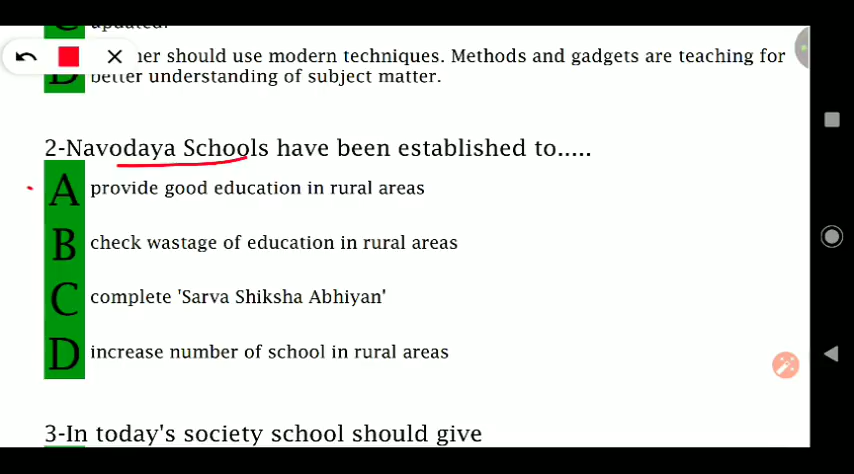 updated.
her should use modern techniques. Methods and gadgets are teaching for
D better understanding of subject matter.
2-Navodaya Schools have been established to.....
A provide good education in rural areas
B check wastage of education in rural areas
C complete 'Sarva Shiksha Abhiyan'
D increase number of school in rural areas
3-In today's society school should give